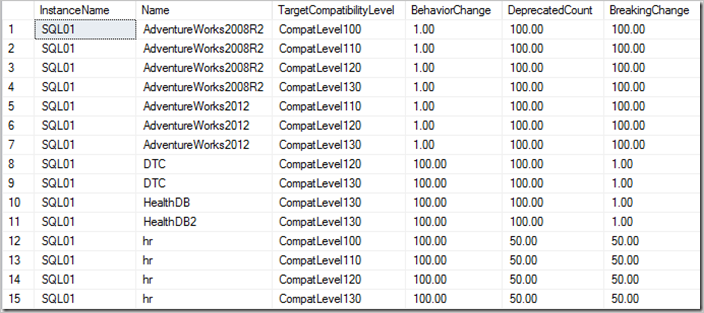 InstanceName Name TargetCompatibilityLevel BehaviorChange DeprecatedCount BreakingChange
1 SQL01 AdventureWorks2008R2 CompatLevel100 1.00 100.00 100.00
2 SQL01 AdventureWorks2008R2 CompatLevel110 1.00 100.00 100.00
3 SQL01 AdventureWorks2008R2 CompatLevel120 1.00 100.00 100.00
4 SQL01 AdventureWorks2008R2 CompatLevel130 1.00 100.00 100.00
5 SQL01 AdventureWorks2012 CompatLevel110 1.00 100.00 100.00
6 SQL01 AdventureWorks2012 CompatLevel120 1.00 100.00 100.00
7 SQL01 AdventureWorks2012 CompatLevel130 1.00 100.00 100.00
8 SQL01 DTC CompatLevel120 100.00 100.00 1.00
9 SQL01 DTC CompatLevel130 100.00 100.00 1.00
10 SQL01 HealthDB CompatLevel130 100.00 100.00 1.00
11 SQL01 HealthDB2 CompatLevel130 100.00 100.00 1.00
12 SQL01 hr CompatLevel100 100.00 50.00 50.00
13 SQL01 hr CompatLevel110 100.00 50.00 50.00
14 SQL01 hr CompatLevel120 100.00 50.00 50.00
15 SQL01 hr CompatLevel130 100.00 50.00 50.00